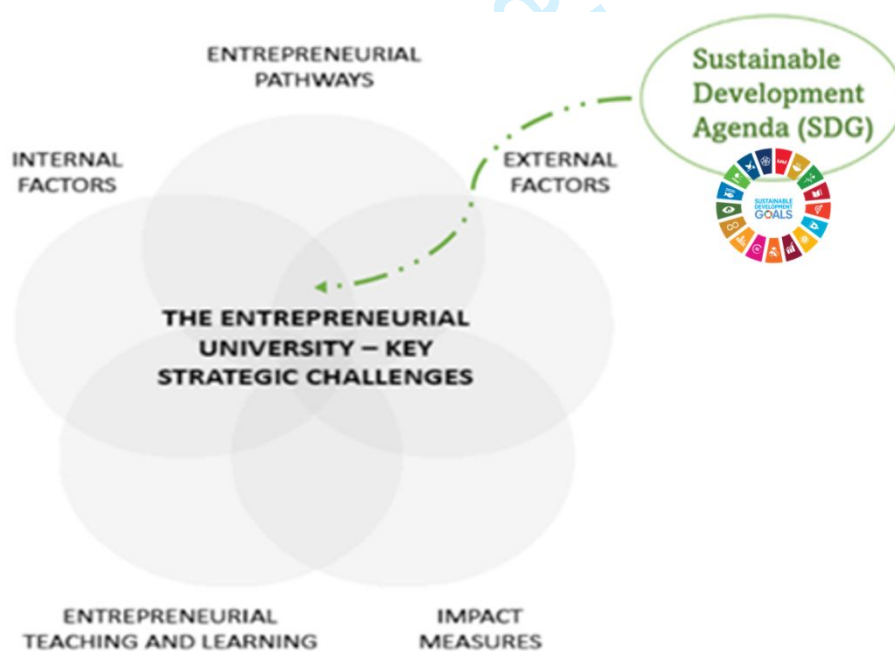 ENTREPRENEURIAL
PATHWAYS
Sustainable
Development
Agenda (SDG)
INTERNAL
FACTORS
EXTERNAL
FACTORS
SUSTAINABLE
DEVELOPMENT
GOALS
THE ENTREPRENEURIAL
UNIVERSITY – KEY
STRATEGIC CHALLENGES
ENTREPRENEURIAL
TEACHING AND LEARNING
IMPACT
MEASURES